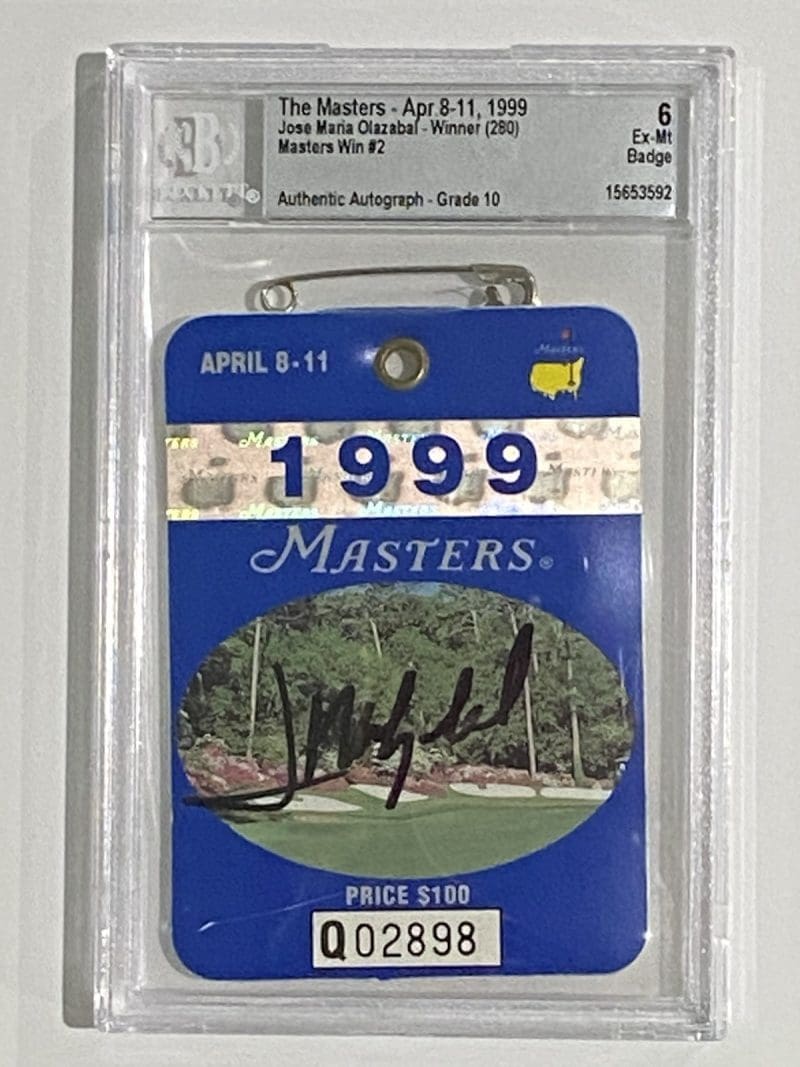 The Masters - Apr.8-11, 1999
Jose Maria Olazabal - Winner (280)
Masters Win #2
Authentic Autograph - Grade 10
6
Ex-Mt
Badge
15653592
APRIL 8-11
Masters
1999
MASTERS®
PRICE $100
Q02898